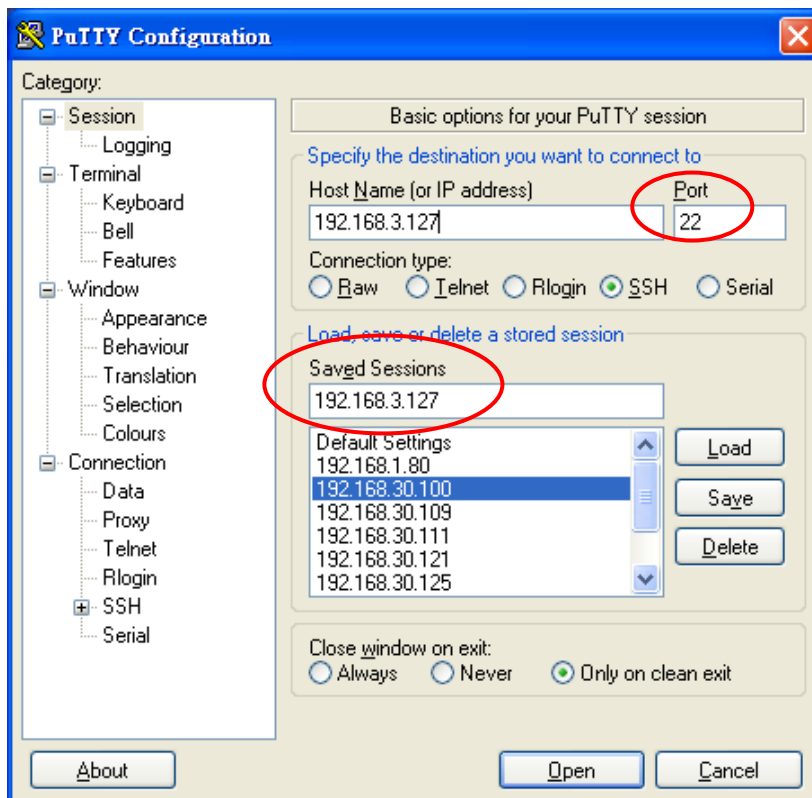 PuTTY Configuration
Category:
Session
Logging
Terminal
Keyboard
Bell
Features
Window
Appearance
Behaviour
Translation
Selection
Colours
Connection
Data
Proxy
Telnet
Rlogin
SSH
Serial
Basic options for your PuTTY session
Specify the destination you want to connect to
Host Name (or IP address) Port
192.168.3.127 22
Connection type:
Raw Telnet Rlogin SSH Serial
Load, save or delete a stored session
Saved Sessions
192.168.3.127
Default Settings
192.168.1.80
192.168.30.100
192.168.30.109
192.168.30.111
192.168.30.121
192.168.30.125
Load
Save
Delete
Close window on exit:
Always Never Only on clean exit
About Open Cancel